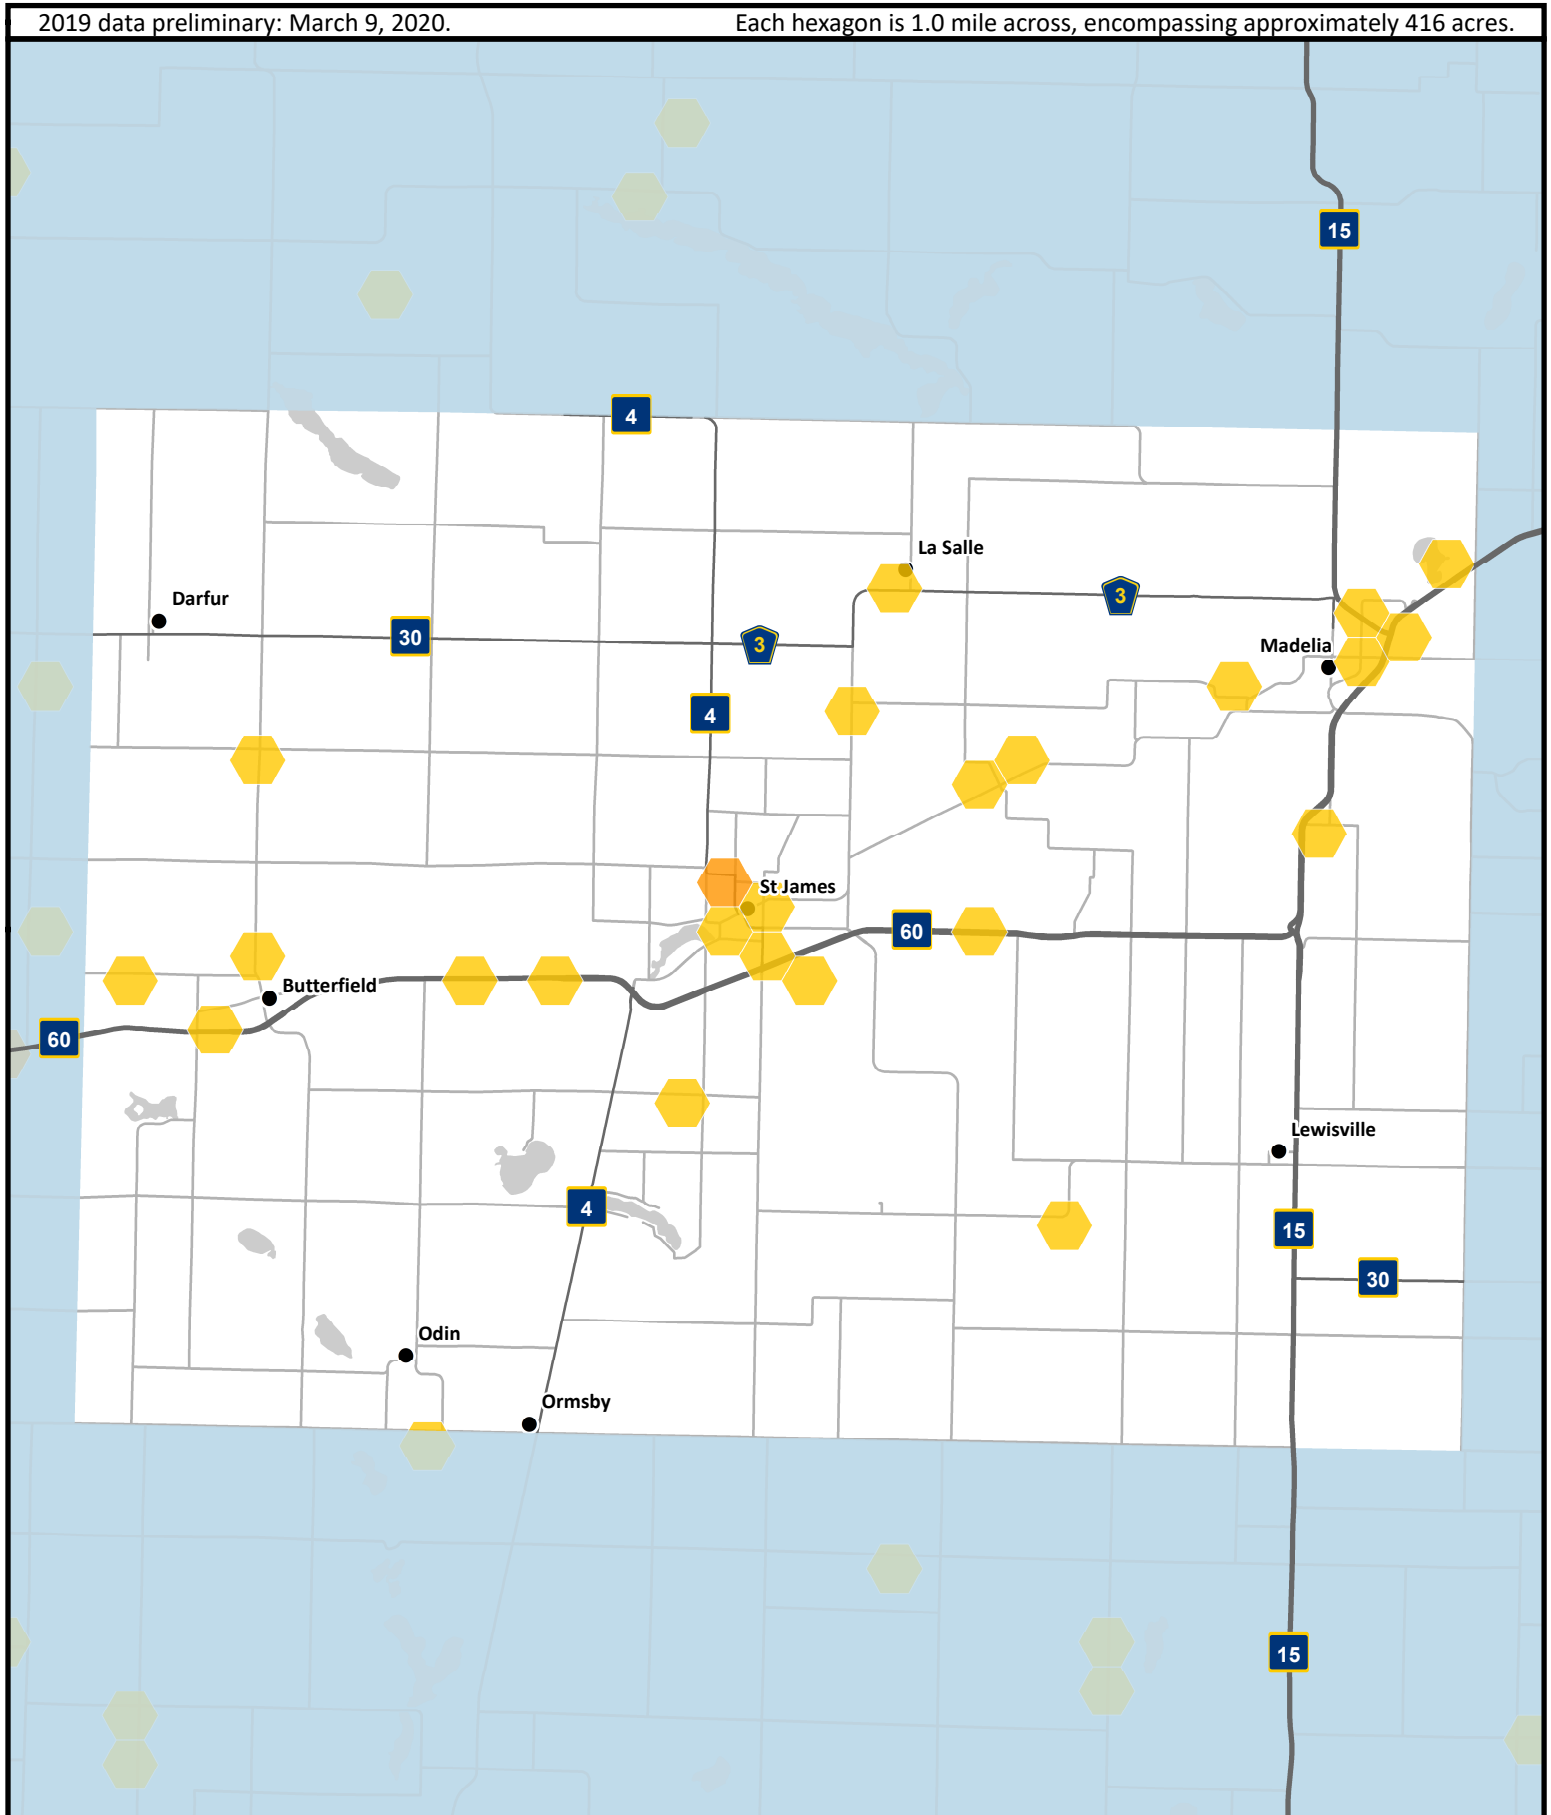 2019 data preliminary: March 9, 2020.
Each hexagon is 1.0 mile across, encompassing approximately 416 acres.
15
4
La Salle
Darfur
3
30
3
Madelia
4
St James
60
Butterfield
60
Lewisville
4
15
30
Odin
Ormsby
15